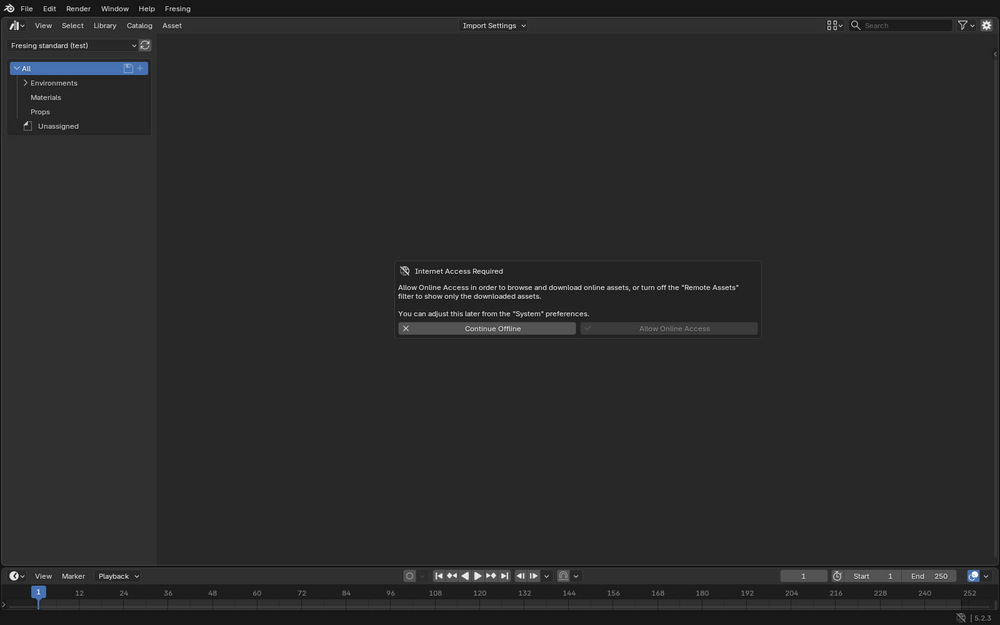 File Edit Render Window Help Fresing
View Select Library Catalog Asset Import Settings Search
Fresing standard (test)
All
Environments
Materials
Props
Unassigned
Internet Access Required
Allow Online Access in order to browse and download online assets, or turn off the "Remote Assets"
filter to show only the downloaded assets.
You can adjust this later from the "System" preferences.
Continue Offline Allow Online Access
View Marker Playback 1 Start 1 End 250
1 12 24 36 48 60 72 84 96 108 120 132 144 156 168 180 192 204 216 228 240 252
5.2.3